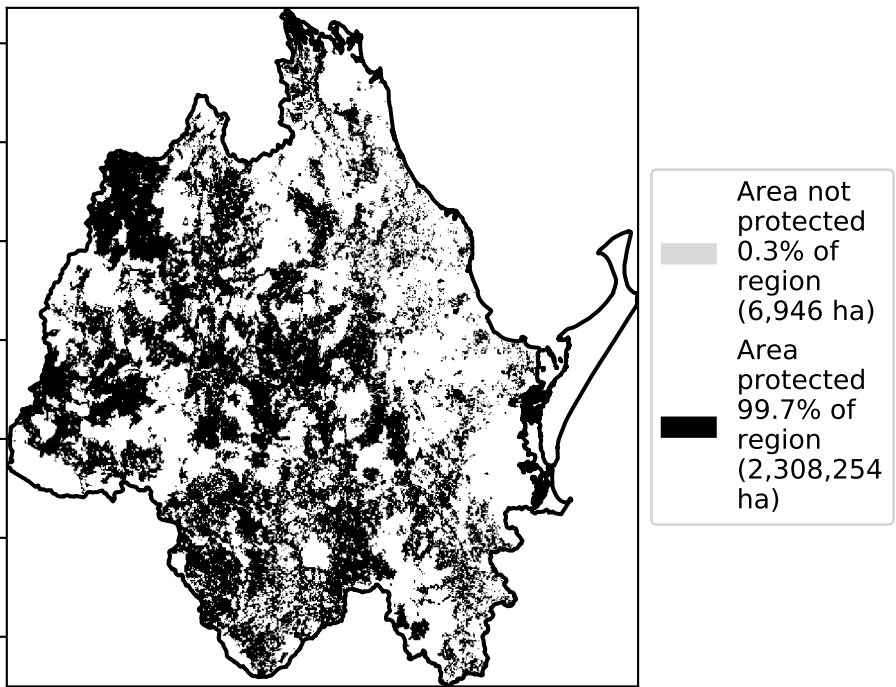 Area not
protected
0.3% of
region
(6,946 ha)
Area
protected
99.7% of
region
(2,308,254
ha)